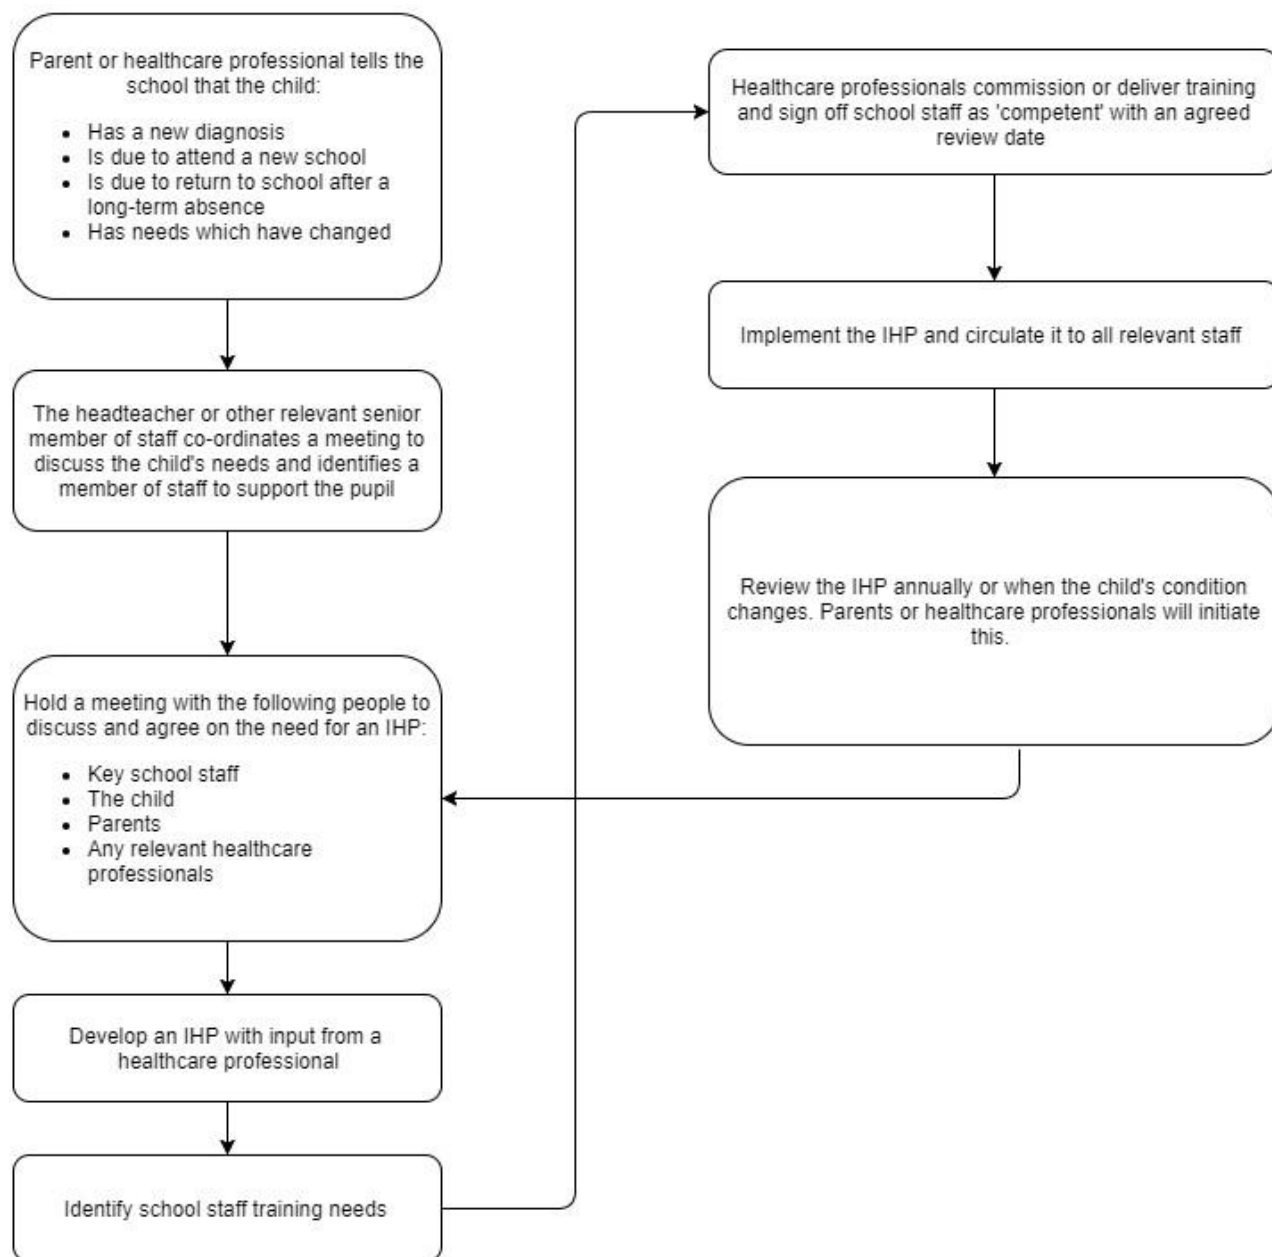 Parent or healthcare professional tells the
school that the child:
• Has a new diagnosis
• Is due to attend a new school
• Is due to return to school after a
long-term absence
• Has needs which have changed
The headteacher or other relevant senior
member of staff co-ordinates a meeting to
discuss the child's needs and identifies a
member of staff to support the pupil
Hold a meeting with the following people to
discuss and agree on the need for an IHP:
• Key school staff
• The child
• Parents
• Any relevant healthcare
professionals
Develop an IHP with input from a
healthcare professional
Identify school staff training needs
Healthcare professionals commission or deliver training
and sign off school staff as 'competent' with an agreed
review date
Implement the IHP and circulate it to all relevant staff
Review the IHP annually or when the child's condition
changes. Parents or healthcare professionals will initiate
this.